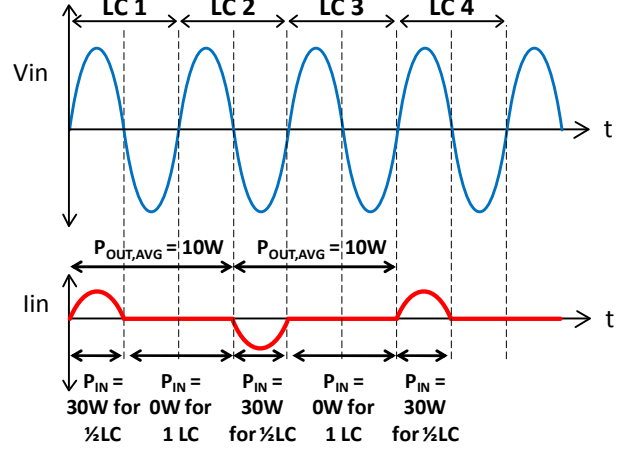 LC 1 LC 2 LC 3 LC 4
Vin
t
P_OUT,AVG = 10W P_OUT,AVG = 10W
Iin
t
P_IN = P_IN = P_IN = P_IN = P_IN =
30W for 0W for 30W 0W for 30W
½LC 1 LC for ½LC 1 LC for ½LC